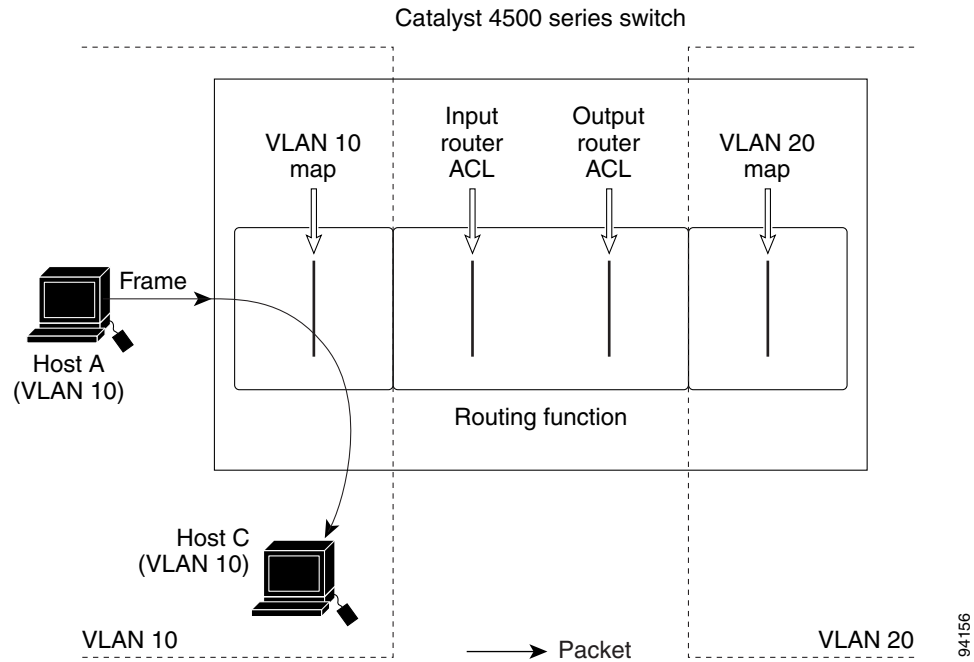 Catalyst 4500 series switch
VLAN 10
map
Input
router
ACL
Output
router
ACL
VLAN 20
map
Frame
Host A
(VLAN 10)
Routing function
Host C
(VLAN 10)
VLAN 10
Packet
VLAN 20
94156